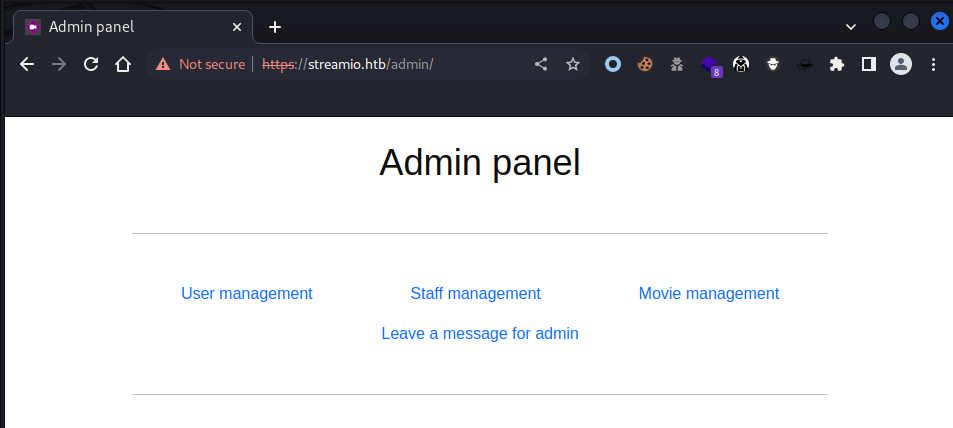 Admin panel
Not secure https://streamio.htb/admin/
8
Admin panel
User management Staff management Movie management
Leave a message for admin